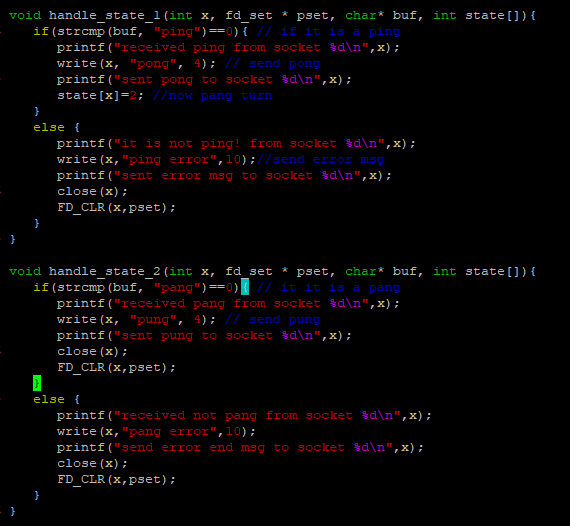 void handle_state_1(int x, fd_set * pset, char* buf, int state[]){
if(strcmp(buf, "ping")==0){ // if it is a ping
printf("received ping from socket %d\n",x);
write(x, "pong", 4); // send pong
printf("sent pong to socket %d\n",x);
state[x]=2; //now pang turn
}
else {
printf("it is not ping! from socket %d\n",x);
write(x,"ping error",10);//send error msg
printf("sent error msg to socket %d\n",x);
close(x);
FD_CLR(x,pset);
}
}
void handle_state_2(int x, fd_set * pset, char* buf, int state[]){
if(strcmp(buf, "pang")==0){ // it it is a pang
printf("received pang from socket %d\n",x);
write(x, "pung", 4); // send pung
printf("sent pung to socket %d\n",x);
close(x);
FD_CLR(x,pset);
}
else {
printf("received not pang from socket %d\n",x);
write(x,"pang error",10);
printf("send error end msg to socket %d\n",x);
close(x);
FD_CLR(x,pset);
}
}